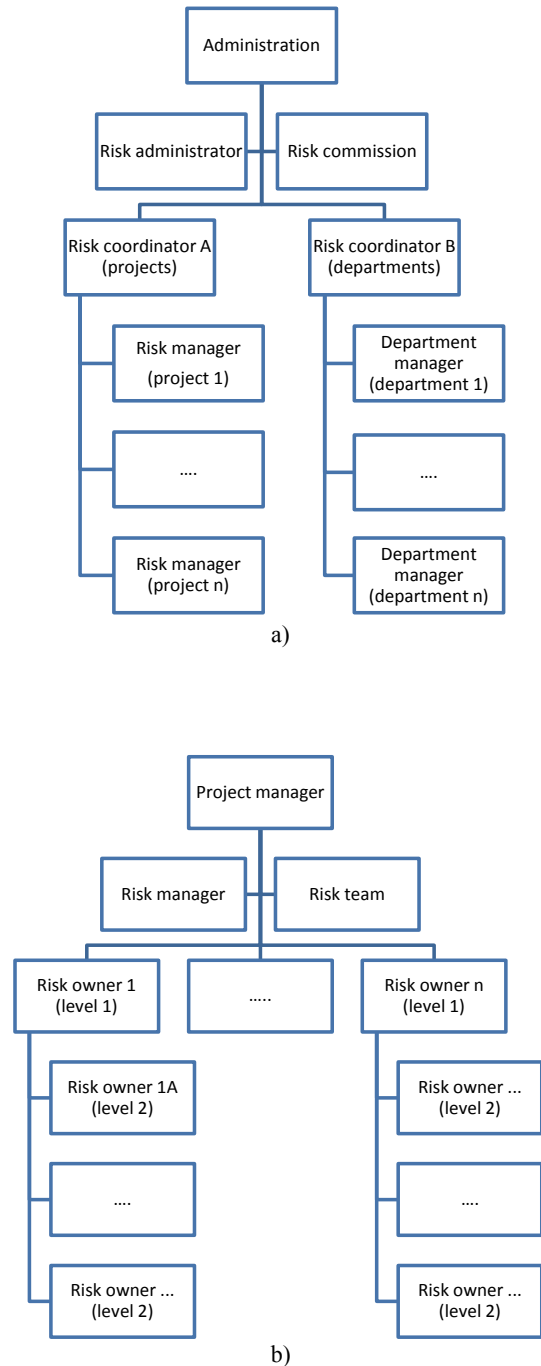 Administration
Risk administrator
Risk commission
Risk coordinator A
(projects)
Risk coordinator B
(departments)
Risk manager
(project 1)
Department
manager
(department 1)
....
....
Risk manager
(project n)
Department
manager
(department n)
a)
Project manager
Risk manager
Risk team
Risk owner 1
(level 1)
.....
Risk owner n
(level 1)
Risk owner 1A
(level 2)
Risk owner ...
(level 2)
....
....
Risk owner ...
(level 2)
Risk owner ...
(level 2)
b)